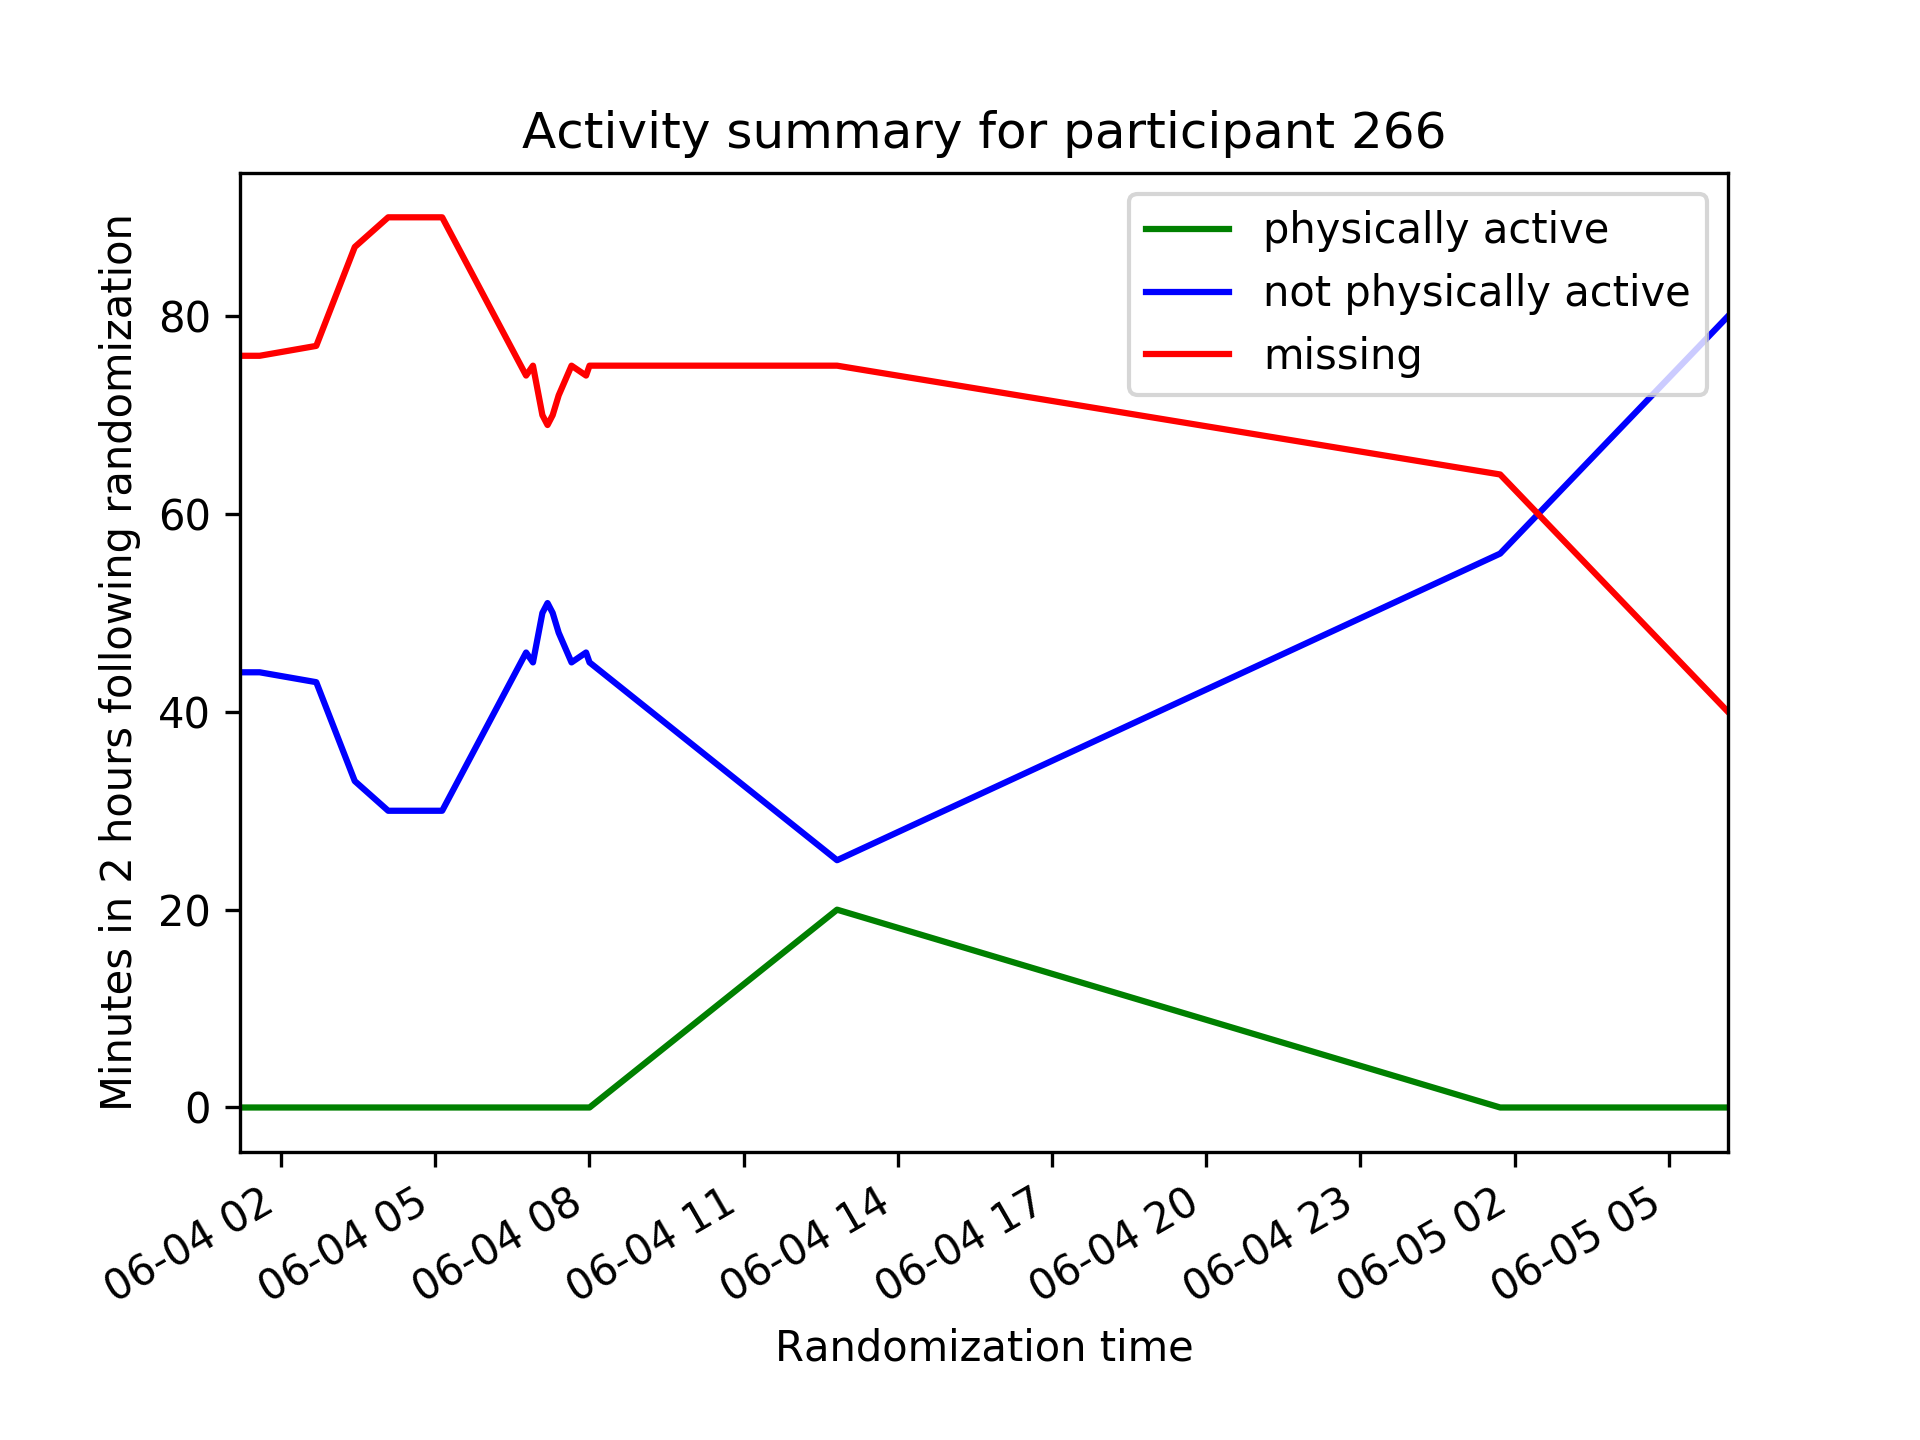 Activity summary for participant 266
physically active
not physically active
missing
Minutes in 2 hours following randomization
80
60
40
20
0
06-04 02
06-04 05
06-04 08
06-04 11
06-04 14
06-04 17
06-04 20
06-04 23
06-05 02
06-05 05
Randomization time